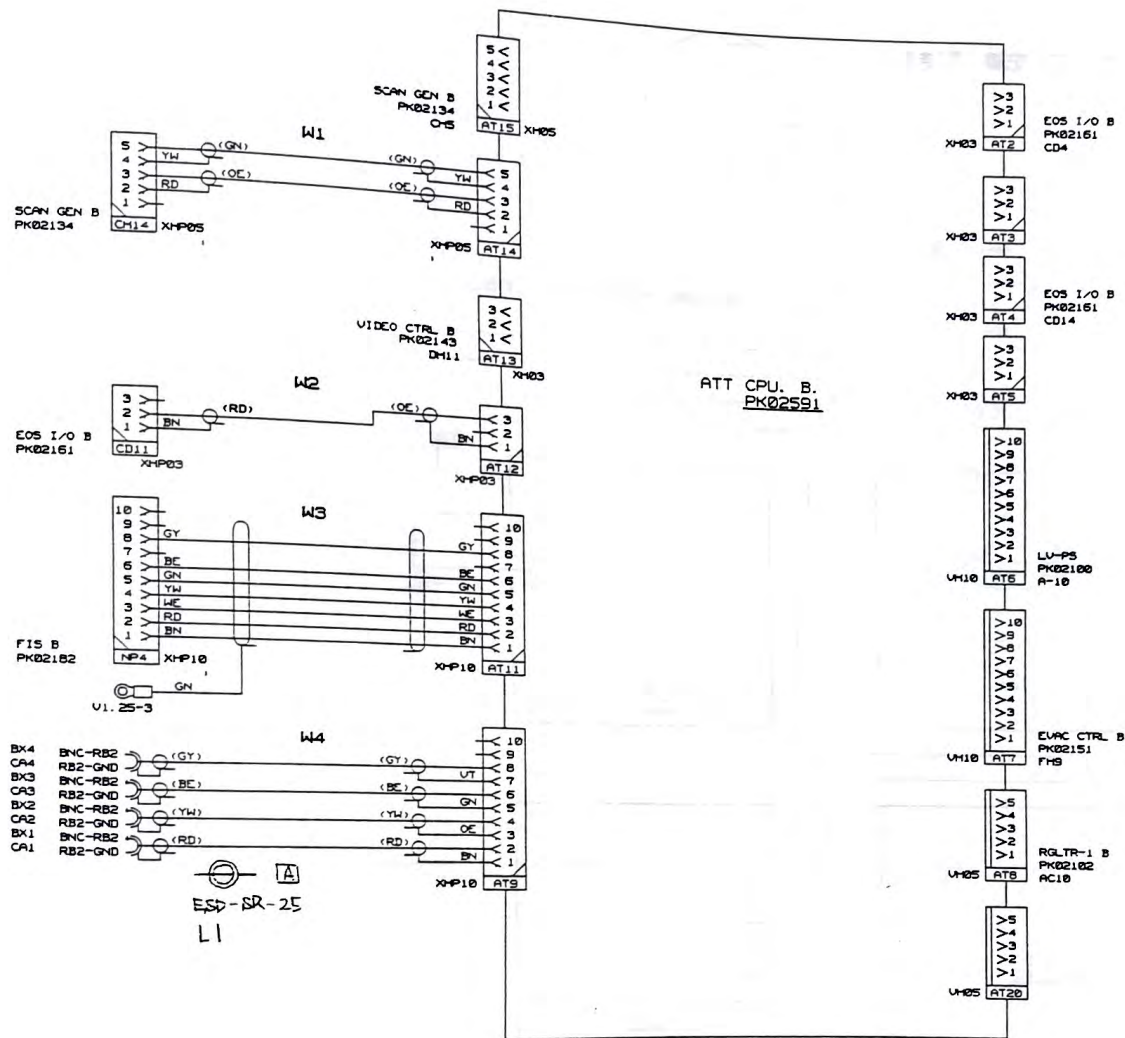 5
4
3
2
1
SCAN GEN B
PK02134
CH5
AT15
XH05
W1
5
4
3
2
1
YW
RD
(GN)
(OE)
(GN)
YW
(OE)
RD
5
4
3
2
1
SCAN GEN B
PK02134
CH14
XHP05
XHP05
AT14
VIDEO CTRL B
PK02143
DH11
3
2
1
AT13
XH03
W2
3
2
1
BN
(RD)
(OE)
BN
3
2
1
EOS I/O B
PK02161
CD11
XHP03
AT12
XHP03
W3
10
9
8
7
6
5
4
3
2
1
GY
BE
GN
YW
WE
RD
BN
GY
BE
GN
YW
WE
RD
BN
10
9
8
7
6
5
4
3
2
1
FIS B
PK02182
NP4
XHP10
XHP10
AT11
GN
V1.25-3
W4
BX4 BNC-RB2
CA4 RB2-GND
BX3 BNC-RB2
CA3 RB2-GND
BX2 BNC-RB2
CA2 RB2-GND
BX1 BNC-RB2
CA1 RB2-GND
(GY)
(BE)
(YW)
(RD)
(GY)
VT
(BE)
GN
(YW)
OE
(RD)
BN
10
9
8
7
6
5
4
3
2
1
XHP10
AT9
A
ESD-SR-25
L1
ATT CPU. B.
PK02591
3
2
1
XH03
AT2
EOS I/O B
PK02161
CD4
3
2
1
XH03
AT3
3
2
1
XH03
AT4
EOS I/O B
PK02161
CD14
3
2
1
XH03
AT5
10
9
8
7
6
5
4
3
2
1
VH10
AT6
LV-PS
PK02100
A-10
10
9
8
7
6
5
4
3
2
1
VH10
AT7
EVAC CTRL B
PK02151
FH9
5
4
3
2
1
VH05
AT8
RGLTR-1 B
PK02102
AC10
5
4
3
2
1
VH05
AT20